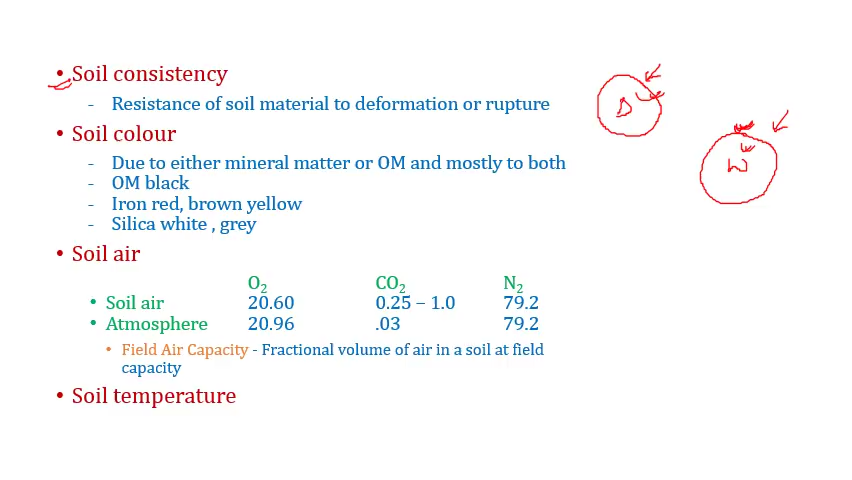 • Soil consistency
- Resistance of soil material to deformation or rupture
• Soil colour
- Due to either mineral matter or OM and mostly to both
- OM black
- Iron red, brown yellow
- Silica white , grey
• Soil air
O₂ CO₂ N₂
• Soil air 20.60 0.25 – 1.0 79.2
• Atmosphere 20.96 .03 79.2
• Field Air Capacity - Fractional volume of air in a soil at field
capacity
• Soil temperature
D
W